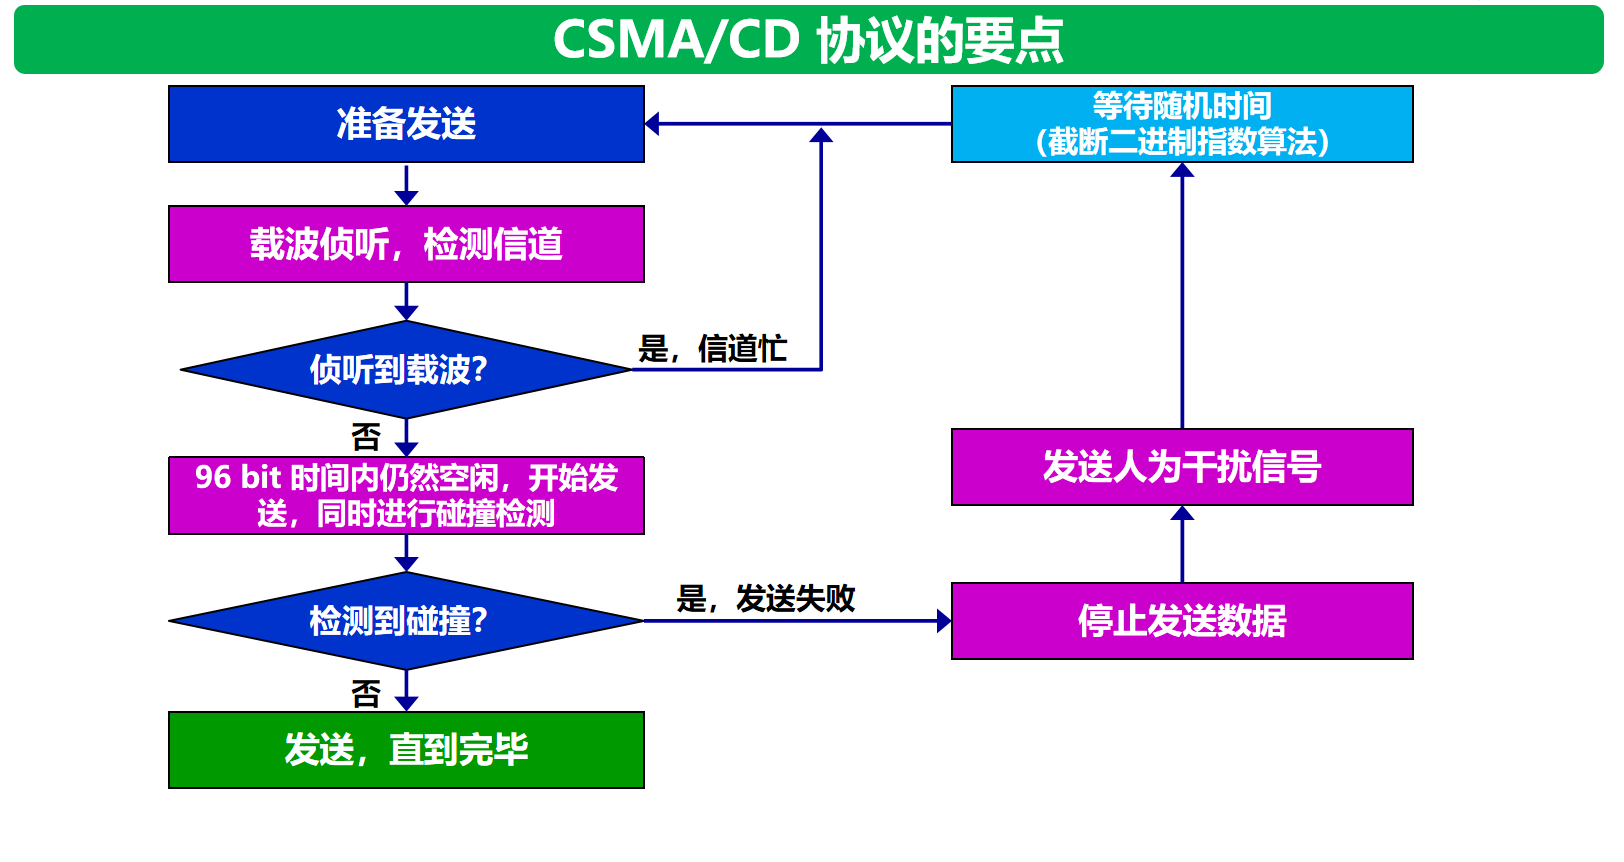 CSMA/CD 协议的要点
准备发送
等待随机时间
（截断二进制指数算法）
载波侦听，检测信道
侦听到载波？
是，信道忙
否
96 bit 时间内仍然空闲，开始发
送，同时进行碰撞检测
发送人为干扰信号
检测到碰撞？
是，发送失败
停止发送数据
否
发送，直到完毕